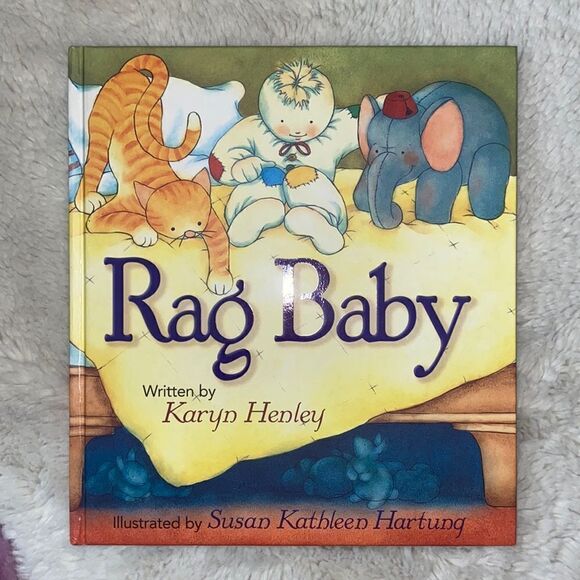 Rag Baby
Written by
Karyn Henley
Illustrated by Susan Kathleen Hartung